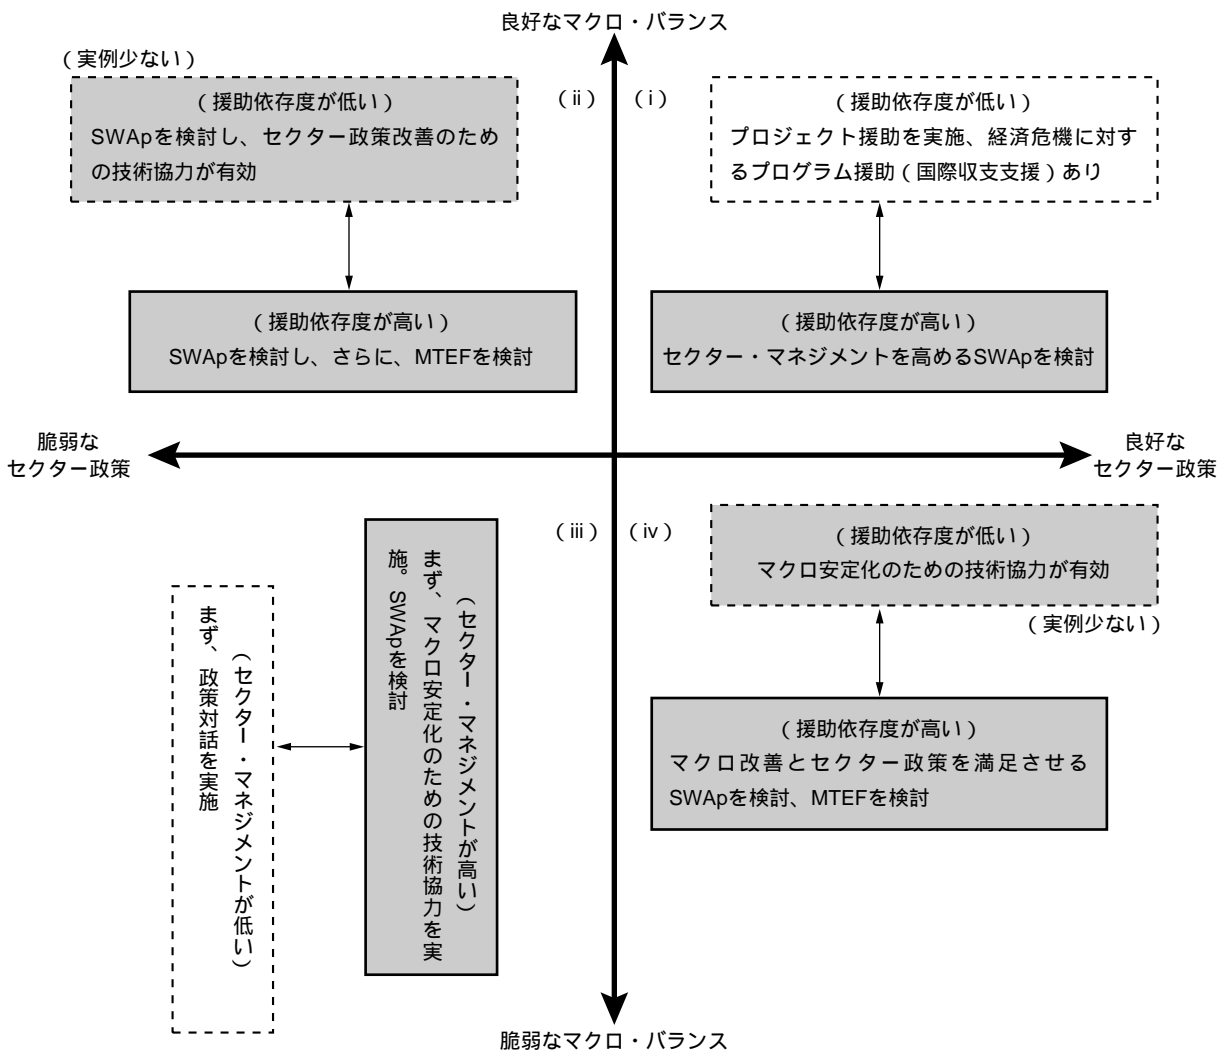 良好なマクロ・バランス
(実例少ない)
(援助依存度が低い)
SWApを検討し、セクター政策改善のため
の技術協力が有効
(ii)
(i)
(援助依存度が低い)
プロジェクト援助を実施、経済危機に対す
るプログラム援助(国際収支支援)あり
(援助依存度が高い)
SWApを検討し、さらに、MTEFを検討
(援助依存度が高い)
セクター・マネジメントを高めるSWApを検討
脆弱な
セクター政策
良好な
セクター政策
(iii)
(iv)
(セクター・マネジメントが高い)
まず、マクロ安定化のための技術協力を実
施。SWApを検討
(セクター・マネジメントが低い)
まず、政策対話を実施
(援助依存度が低い)
マクロ安定化のための技術協力が有効
(実例少ない)
(援助依存度が高い)
マクロ改善とセクター政策を満足させる
SWApを検討、MTEFを検討
脆弱なマクロ・バランス